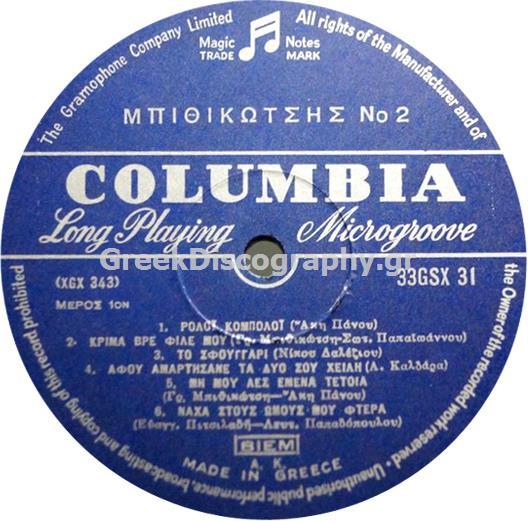 The Gramophone Company Limited
All rights of the Manufacturer and of
Magic Notes
TRADE MARK
ΜΠΙΘΙΚΩΤΣΗΣ Νο 2
COLUMBIA
Long Playing Microgroove
GreekDiscography.gr
(XGX 343)
33GSX 31
ΜΕΡΟΣ 1ον
1. ΡΟΛΟΪ ΚΟΜΠΟΛΟΪ (Ἄκη Πάνου)
2. ΚΡΙΜΑ ΒΡΕ ΦΙΛΕ ΜΟΥ (Γρ. Μπιθικώτση-Σωτ. Παπαϊωάννου)
3. ΤΟ ΣΦΟΥΓΓΑΡΙ (Νίκου Δαλέζιου)
4. ΑΦΟΥ ΑΜΑΡΤΗΣΑΝΕ ΤΑ ΔΥΟ ΣΟΥ ΧΕΙΛΗ (Α. Καλδάρα)
5. ΜΗ ΜΟΥ ΛΕΣ ΕΜΕΝΑ ΤΕΤΟΙΑ
(Γρ. Μπιθικώτση—Ἄκη Πάνου)
6. ΝΑΧΑ ΣΤΟΥΣ ΩΜΟΥΣ ΜΟΥ ΦΤΕΡΑ
(Εὐαγγ. Πιτσιλαδῆ—Λευτ. Παπαδόπουλου)
BIEM
A. K.
MADE IN GREECE
the Owner of the recorded work reserved · Unauthorised public performance, broadcasting and copying of this record prohibited